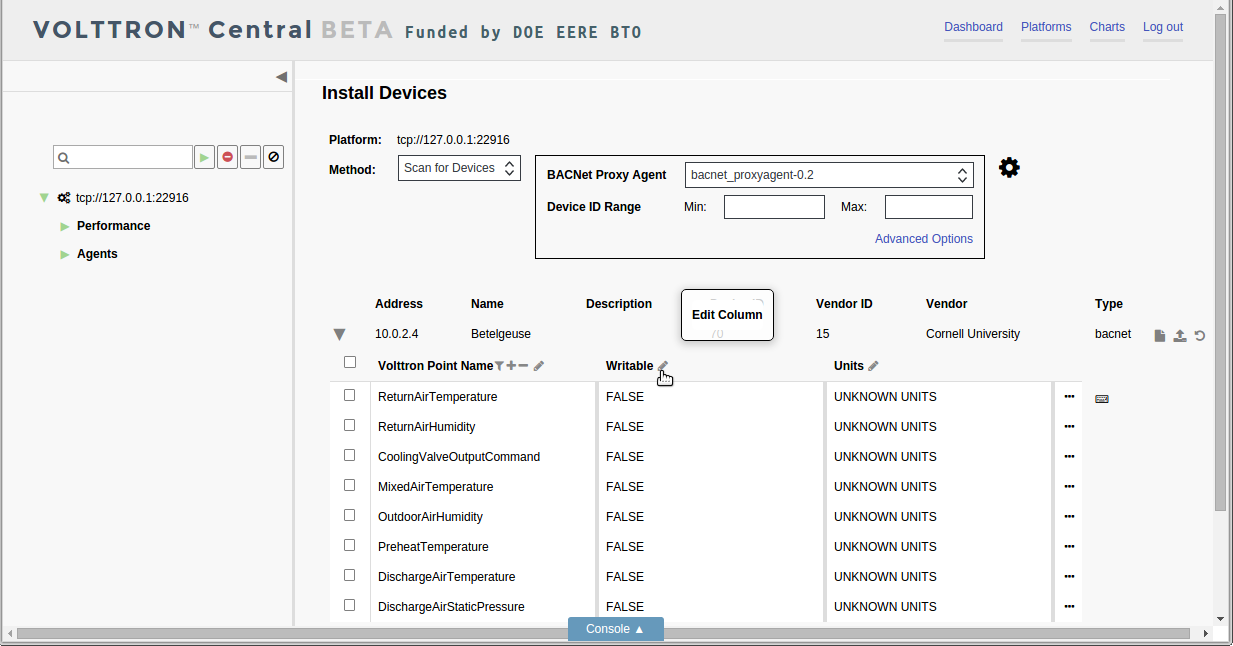 VOLTTRON™ Central BETA Funded by DOE EERE BTO
Dashboard Platforms Charts Log out
Install Devices
Platform: tcp://127.0.0.1:22916
Method: Scan for Devices
BACNet Proxy Agent bacnet_proxyagent-0.2
Device ID Range Min: Max:
Advanced Options
tcp://127.0.0.1:22916
Performance
Agents
Address Name Description Vendor ID Vendor Type
Edit Column
10.0.2.4 Betelgeuse 15 Cornell University bacnet
Volttron Point Name Writable Units
ReturnAirTemperature FALSE UNKNOWN UNITS
ReturnAirHumidity FALSE UNKNOWN UNITS
CoolingValveOutputCommand FALSE UNKNOWN UNITS
MixedAirTemperature FALSE UNKNOWN UNITS
OutdoorAirHumidity FALSE UNKNOWN UNITS
PreheatTemperature FALSE UNKNOWN UNITS
DischargeAirTemperature FALSE UNKNOWN UNITS
DischargeAirStaticPressure FALSE UNKNOWN UNITS
Console ▲